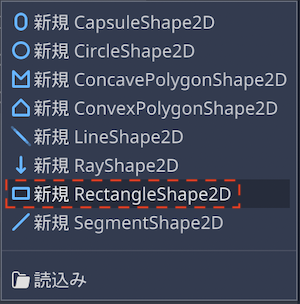 新規 CapsuleShape2D
新規 CircleShape2D
新規 ConcavePolygonShape2D
新規 ConvexPolygonShape2D
新規 LineShape2D
新規 RayShape2D
新規 RectangleShape2D
新規 SegmentShape2D
読込み